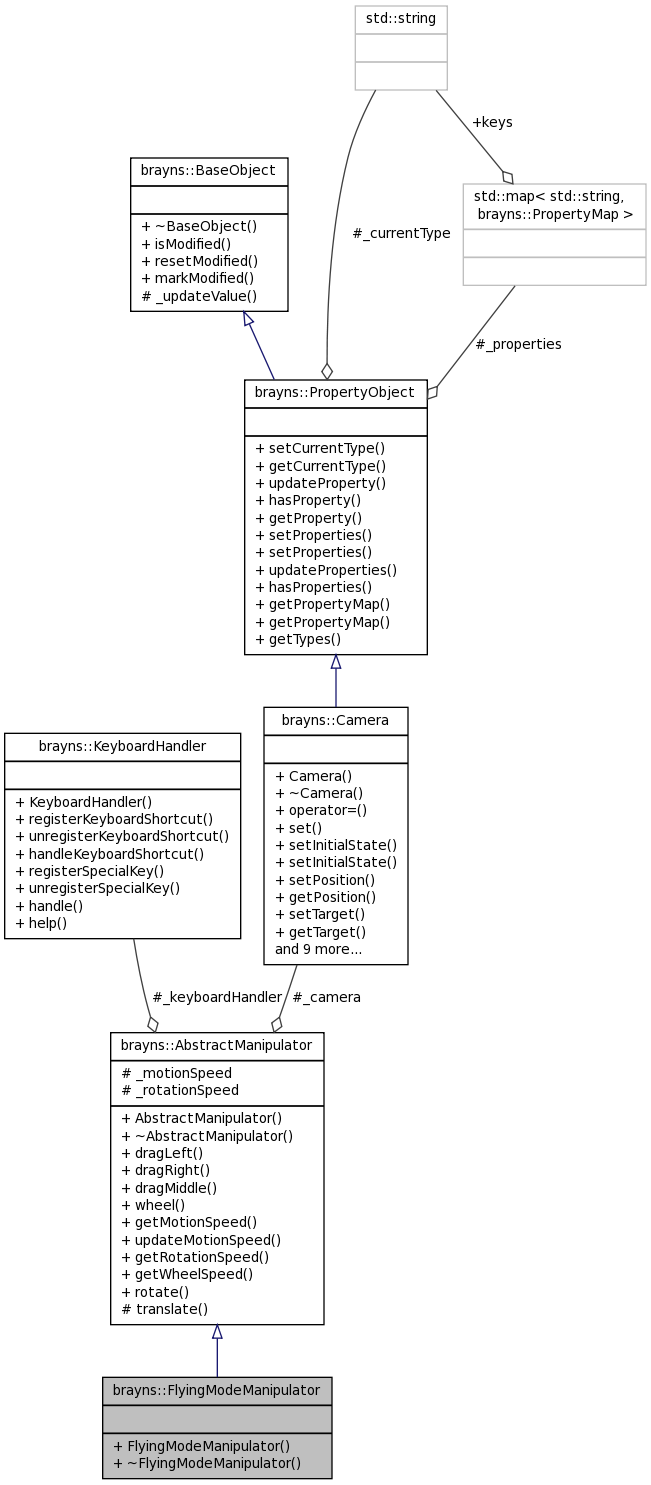 std::string
+keys
brayns::BaseObject
+ ~BaseObject()
+ isModified()
+ resetModified()
+ markModified()
# _updateValue()
std::map< std::string,
brayns::PropertyMap >
#_currentType
#_properties
brayns::PropertyObject
+ setCurrentType()
+ getCurrentType()
+ updateProperty()
+ hasProperty()
+ getProperty()
+ setProperties()
+ setProperties()
+ updateProperties()
+ hasProperties()
+ getPropertyMap()
+ getPropertyMap()
+ getTypes()
brayns::KeyboardHandler
+ KeyboardHandler()
+ registerKeyboardShortcut()
+ unregisterKeyboardShortcut()
+ handleKeyboardShortcut()
+ registerSpecialKey()
+ unregisterSpecialKey()
+ handle()
+ help()
brayns::Camera
+ Camera()
+ ~Camera()
+ operator=()
+ set()
+ setInitialState()
+ setInitialState()
+ setPosition()
+ getPosition()
+ setTarget()
+ getTarget()
and 9 more...
#_keyboardHandler
#_camera
brayns::AbstractManipulator
# _motionSpeed
# _rotationSpeed
+ AbstractManipulator()
+ ~AbstractManipulator()
+ dragLeft()
+ dragRight()
+ dragMiddle()
+ wheel()
+ getMotionSpeed()
+ updateMotionSpeed()
+ getRotationSpeed()
+ getWheelSpeed()
+ rotate()
# translate()
brayns::FlyingModeManipulator
+ FlyingModeManipulator()
+ ~FlyingModeManipulator()